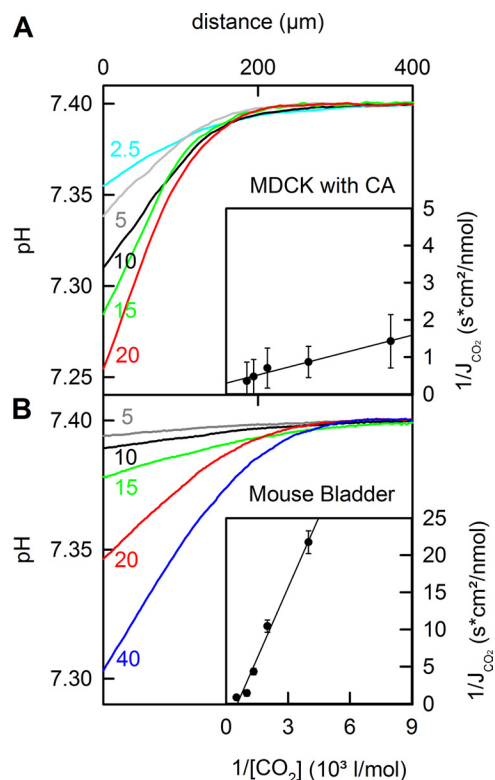 A
distance (µm)
0 200 400
7.40
7.35
7.30
7.25
pH
2.5
5
10
15
20
MDCK with CA
5
4
3
2
1
0
1/J_CO₂ (s*cm²/nmol)
B
7.40
7.35
7.30
pH
5
10
15
20
40
Mouse Bladder
25
20
15
10
5
0
1/J_CO₂ (s*cm²/nmol)
0 3 6 9
1/[CO₂] (10³ l/mol)